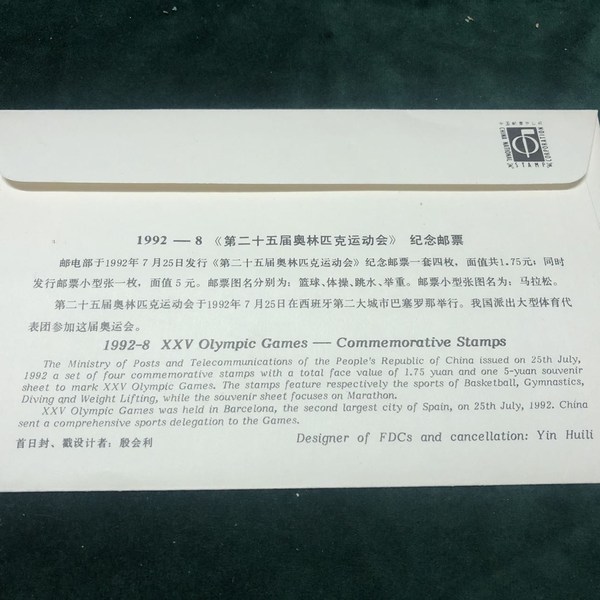 中国邮票总公司
CHINA NATIONAL
STAMP
CORPORATION
1992 — 8 《第二十五届奥林匹克运动会》 纪念邮票
邮电部于1992年7月25日发行《第二十五届奥林匹克运动会》纪念邮票一套四枚，面值共1.75元；同时
发行邮票小型张一枚，面值5元。邮票图名分别为：篮球、体操、跳水、举重。邮票小型张图名为：马拉松。
第二十五届奥林匹克运动会于1992年7月25日在西班牙第二大城市巴塞罗那举行。我国派出大型体育代
表团参加这届奥运会。
1992-8 XXV Olympic Games — Commemorative Stamps
The Ministry of Posts and Telecommunications of the People's Republic of China issued on 25th July,
1992 a set of four commemorative stamps with a total face value of 1.75 yuan and one 5-yuan souvenir
sheet to mark XXV Olympic Games. The stamps feature respectively the sports of Basketball, Gymnastics,
Diving and Weight Lifting, while the souvenir sheet focuses on Marathon.
XXV Olympic Games was held in Barcelona, the second largest city of Spain, on 25th July, 1992. China
sent a comprehensive sports delegation to the Games.
首日封、戳设计者：殷会利
Designer of FDCs and cancellation: Yin Huili